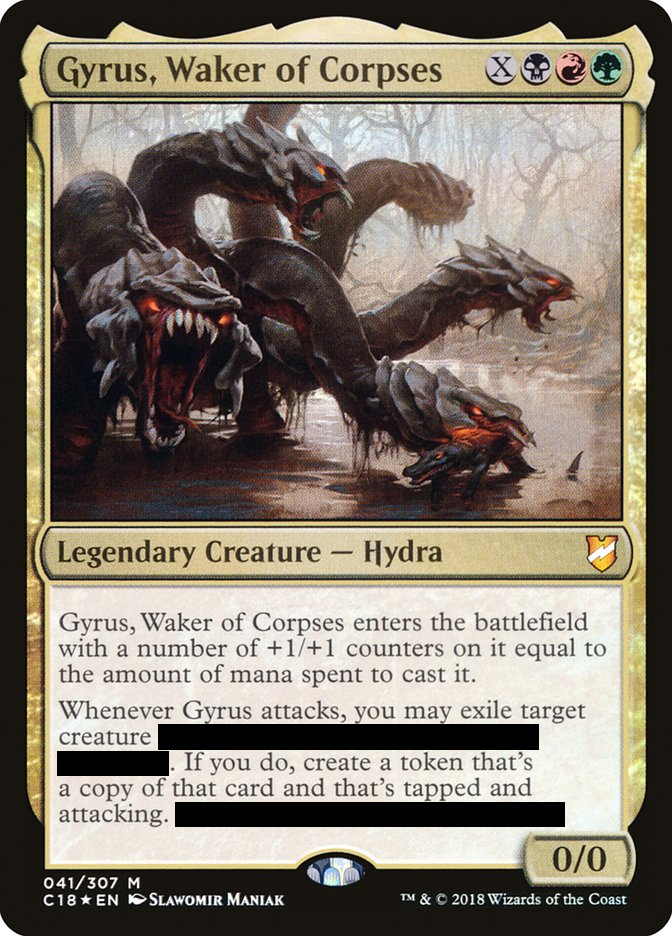 Gyrus, Waker of Corpses X
Legendary Creature — Hydra
Gyrus, Waker of Corpses enters the battlefield
with a number of +1/+1 counters on it equal to
the amount of mana spent to cast it.
Whenever Gyrus attacks, you may exile target
creature
. If you do, create a token that's
a copy of that card and that's tapped and
attacking.
0/0
041/307 M
C18★EN SLAWOMIR MANIAK
™ & © 2018 Wizards of the Coast